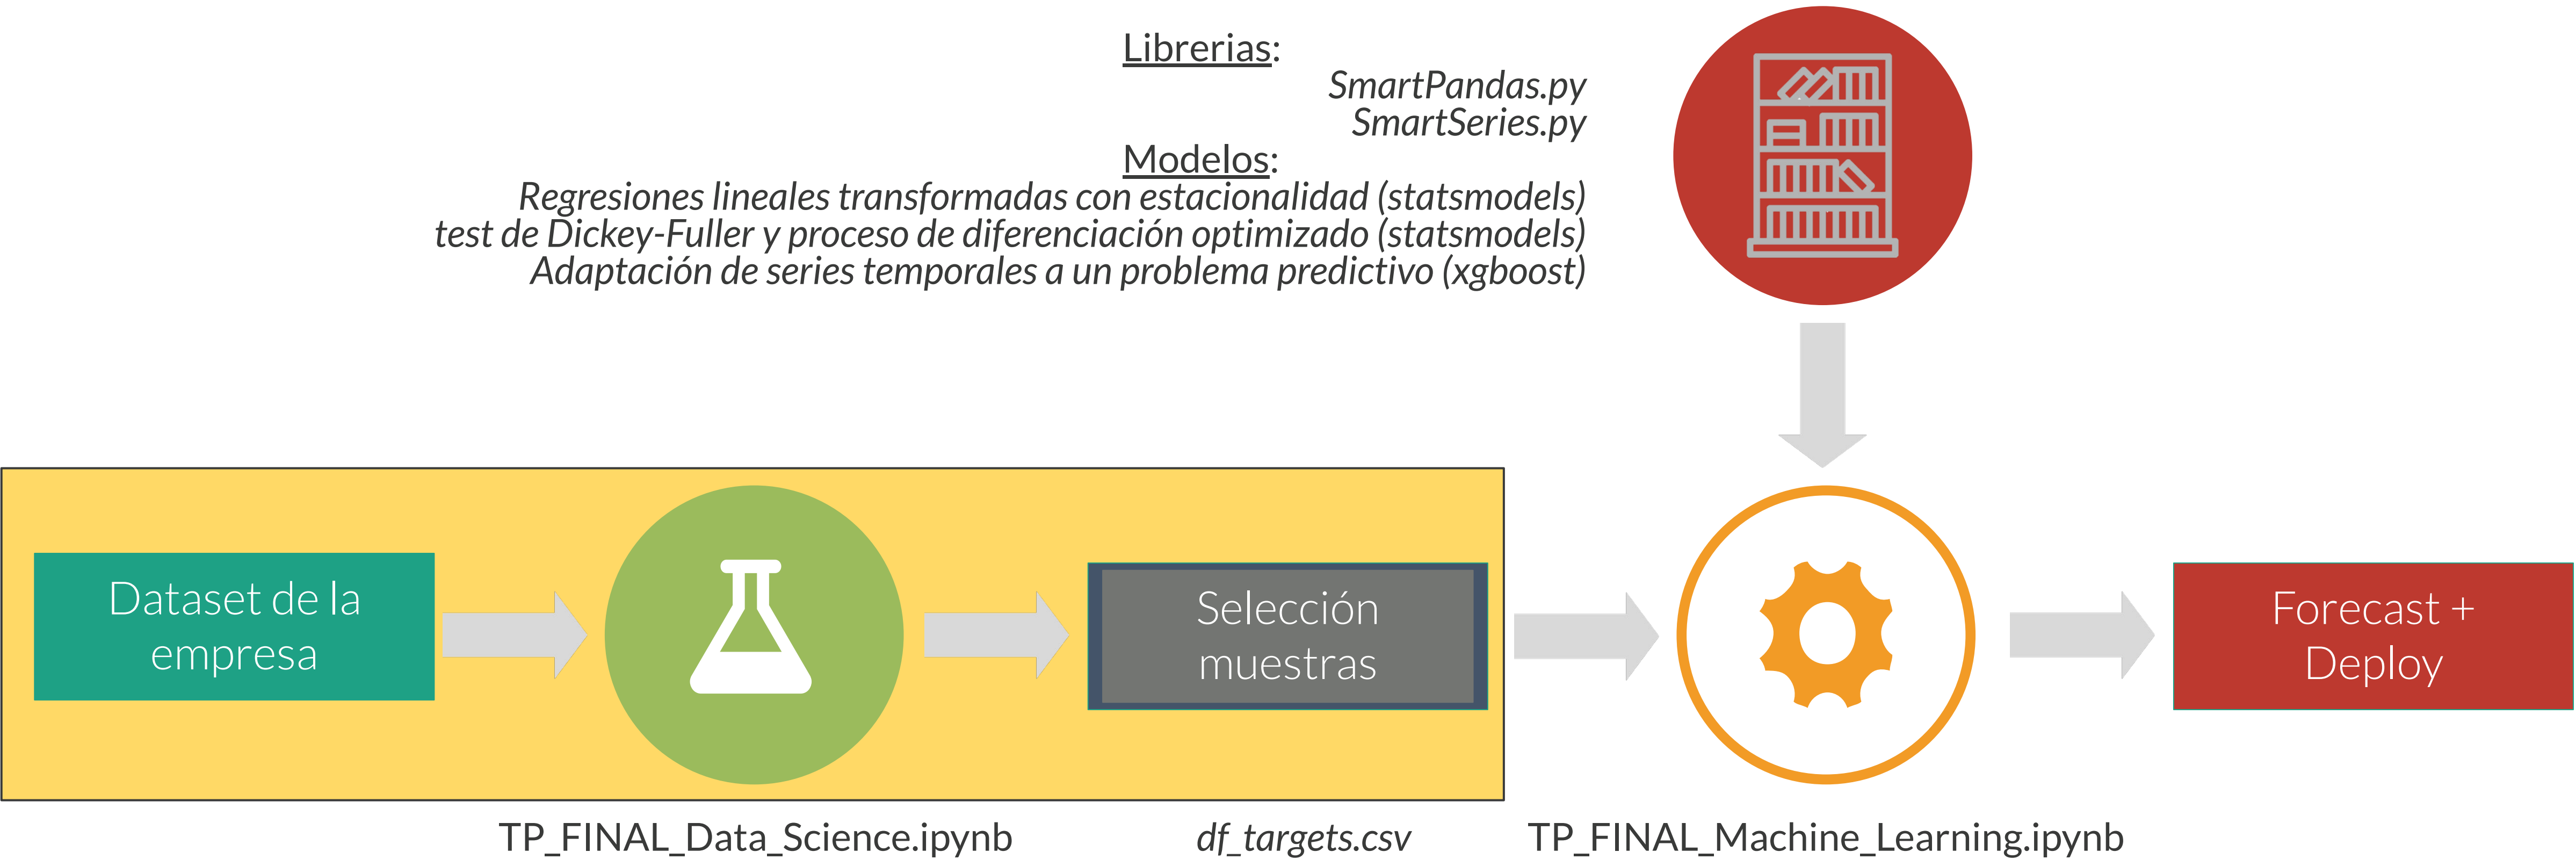 Librerias:
SmartPandas.py
SmartSeries.py
Modelos:
Regresiones lineales transformadas con estacionalidad (statsmodels)
test de Dickey-Fuller y proceso de diferenciación optimizado (statsmodels)
Adaptación de series temporales a un problema predictivo (xgboost)
Dataset de la
empresa
Selección
muestras
Forecast +
Deploy
TP_FINAL_Data_Science.ipynb
df_targets.csv
TP_FINAL_Machine_Learning.ipynb